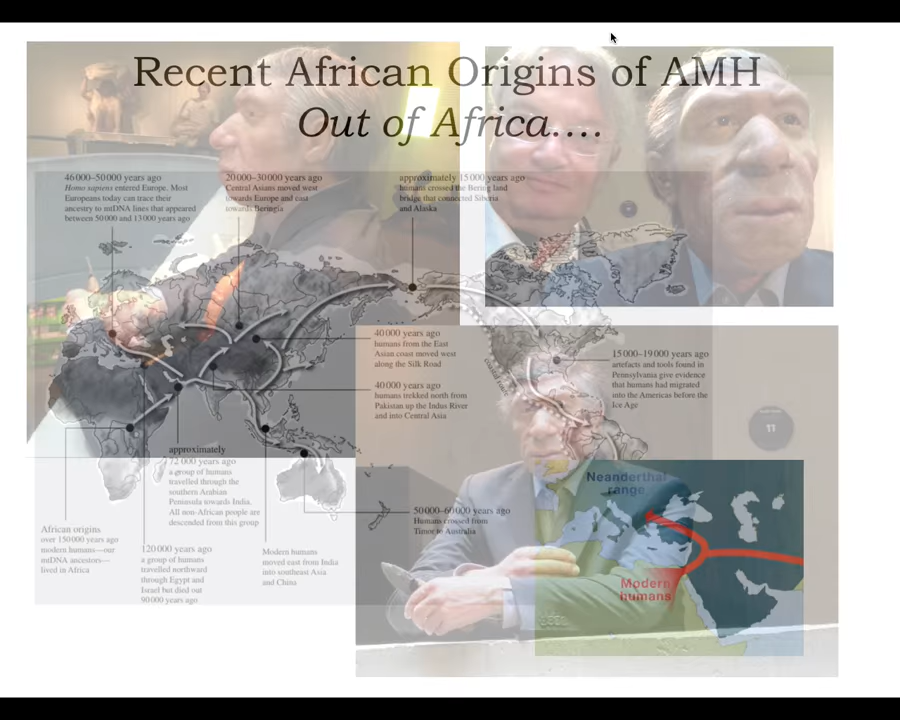 Recent African Origins of AMH
Out of Africa....
46 000–50 000 years ago
Homo sapiens entered Europe. Most
Europeans today can trace their
ancestry to mtDNA lines that appeared
between 50 000 and 13 000 years ago
20 000–30 000 years ago
Central Asians moved west
towards Europe and east
towards Beringia
approximately 15 000 years ago
humans crossed the Bering land
bridge that connected Siberia
and Alaska
40 000 years ago
humans from the East
Asian coast moved west
along the Silk Road
40 000 years ago
humans trekked north from
Pakistan up the Indus River
and into Central Asia
15 000–19 000 years ago
artefacts and tools found in
Pennsylvania give evidence
that humans had migrated
into the Americas before the
Ice Age
11
approximately
72 000 years ago
a group of humans
travelled through the
southern Arabian
Peninsula towards India.
All non-African people are
descended from this group
50 000–60 000 years ago
Humans crossed from
Timor to Australia
African origins
over 150 000 years ago
modern humans—our
mtDNA ancestors—
lived in Africa
120 000 years ago
a group of humans
travelled northward
through Egypt and
Israel but died out
90 000 years ago
Modern humans
moved east from India
into southeast Asia
and China
Neanderthal
range
Modern
humans